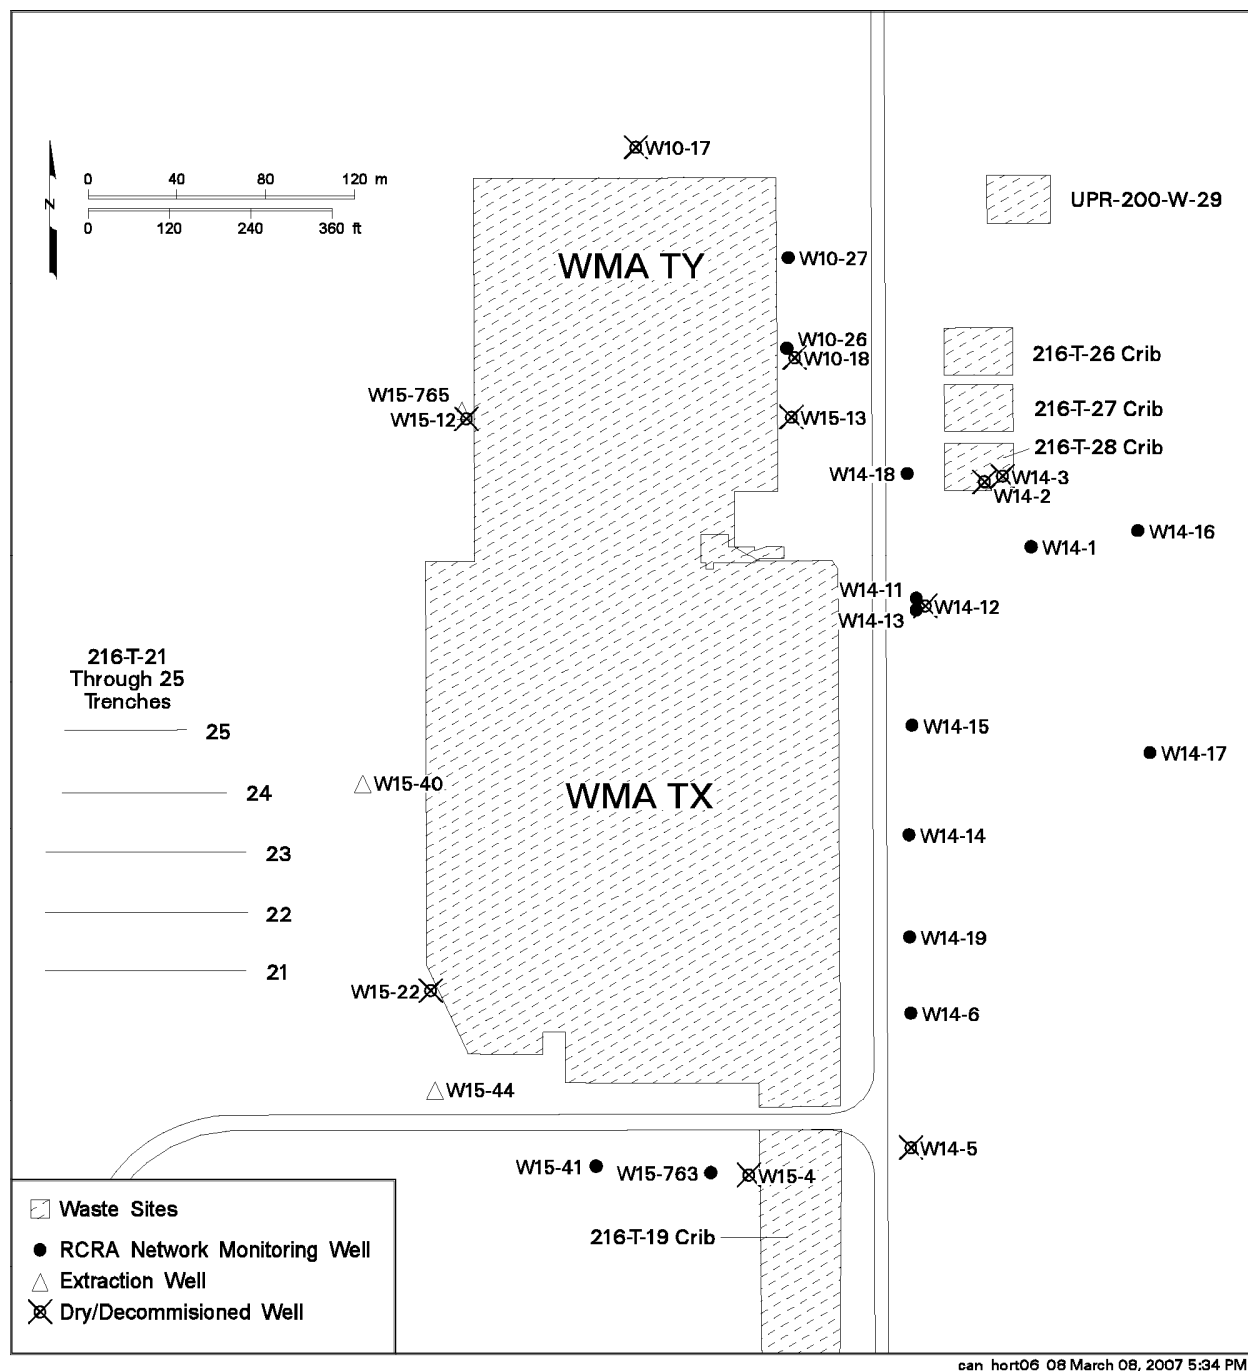 W10-17
Z
0 40 80 120 m
0 120 240 360 ft
UPR-200-W-29
WMA TY
W10-27
W10-26
W10-18
216-T-26 Crib
W15-765
W15-12
W15-13
216-T-27 Crib
216-T-28 Crib
W14-18
W14-3
W14-2
W14-16
W14-1
W14-11
W14-12
W14-13
216-T-21
Through 25
Trenches
25
W14-15
W14-17
W15-40
24
WMA TX
W14-14
23
22
W14-19
21
W15-22
W14-6
W15-44
W14-5
W15-41
W15-763
W15-4
216-T-19 Crib
Waste Sites
RCRA Network Monitoring Well
Extraction Well
Dry/Decommisioned Well
can_hort06_08 March 08, 2007 5:34 PM